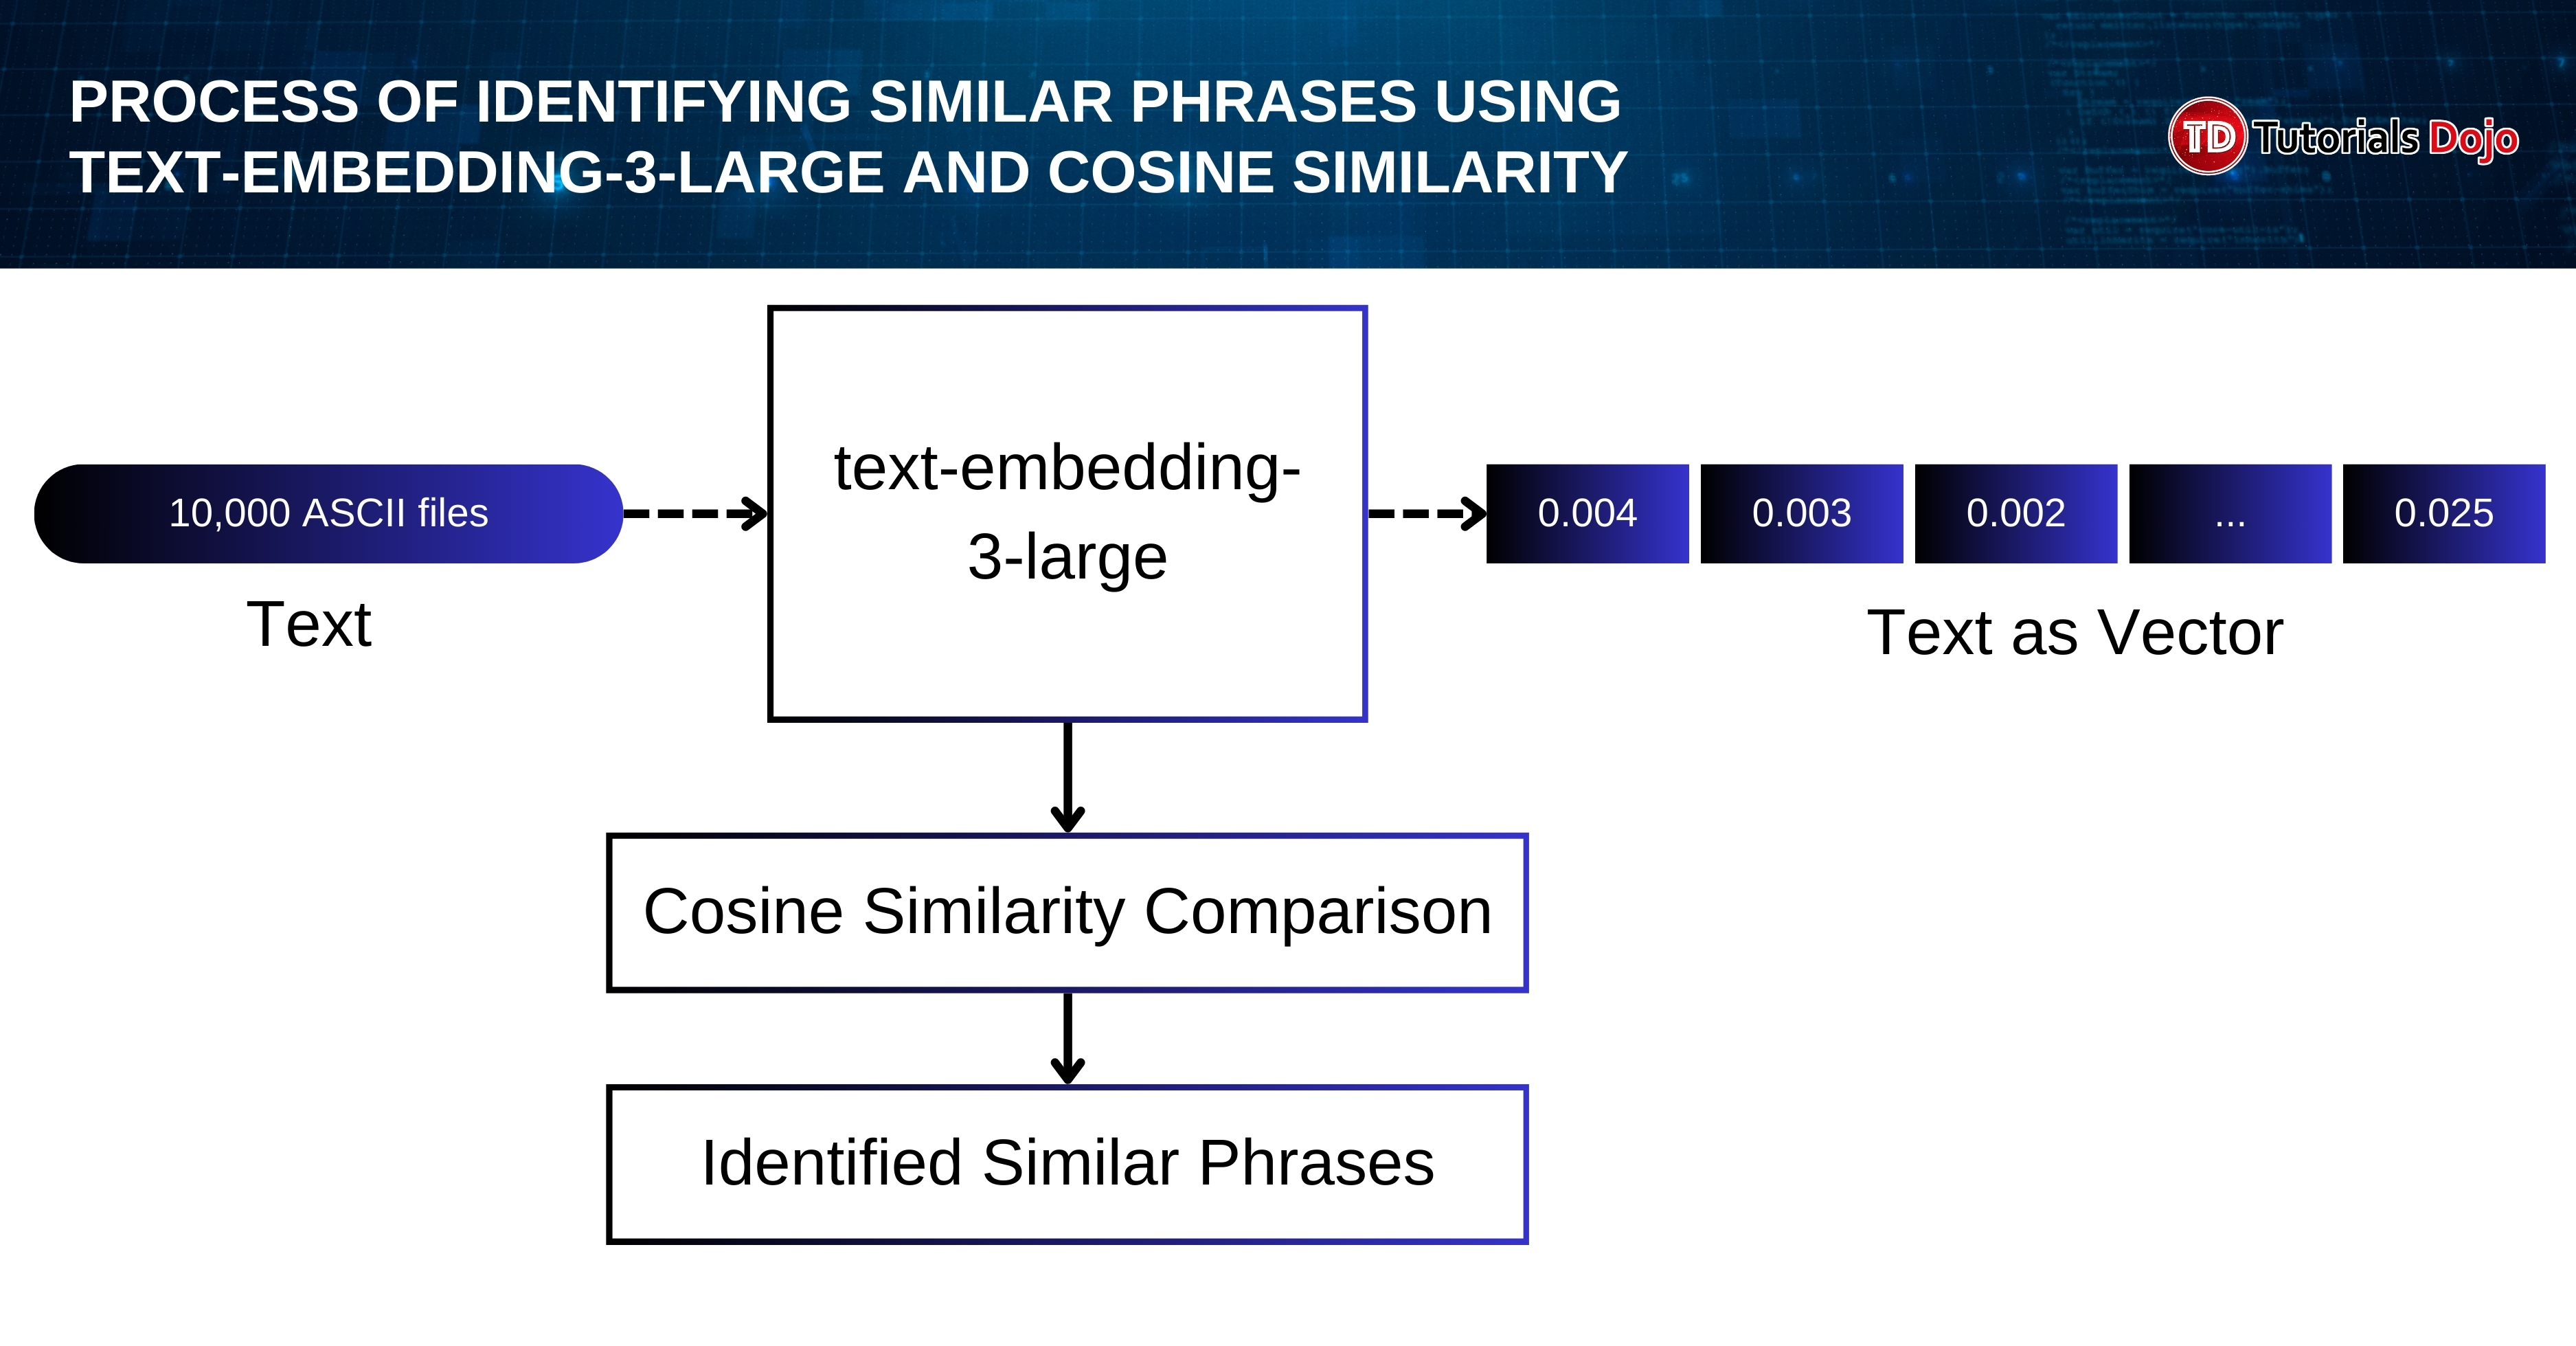 PROCESS OF IDENTIFYING SIMILAR PHRASES USING
TEXT-EMBEDDING-3-LARGE AND COSINE SIMILARITY
TD Tutorials Dojo
text-embedding-
3-large
10,000 ASCII files
0.004 0.003 0.002 ... 0.025
Text
Text as Vector
Cosine Similarity Comparison
Identified Similar Phrases